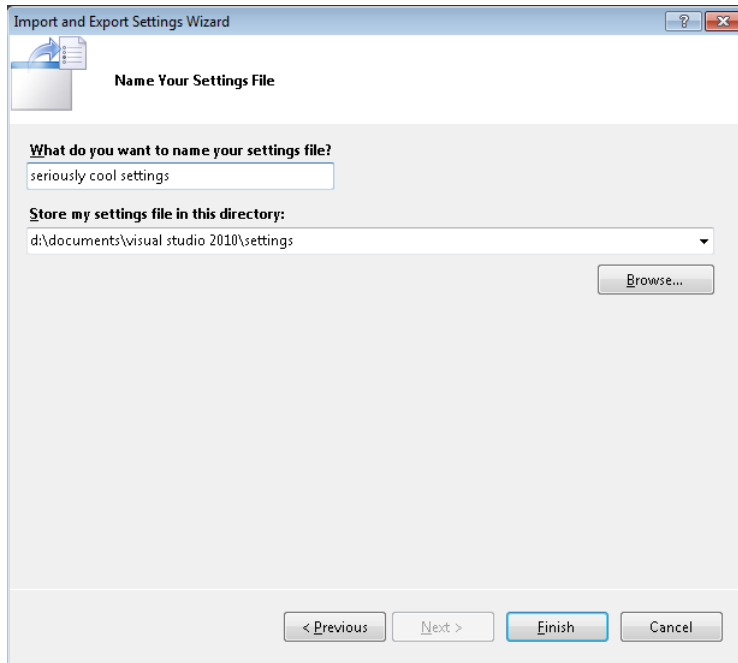 Import and Export Settings Wizard
Name Your Settings File
What do you want to name your settings file?
seriously cool settings
Store my settings file in this directory:
d:\documents\visual studio 2010\settings
Browse...
< Previous Next > Finish Cancel